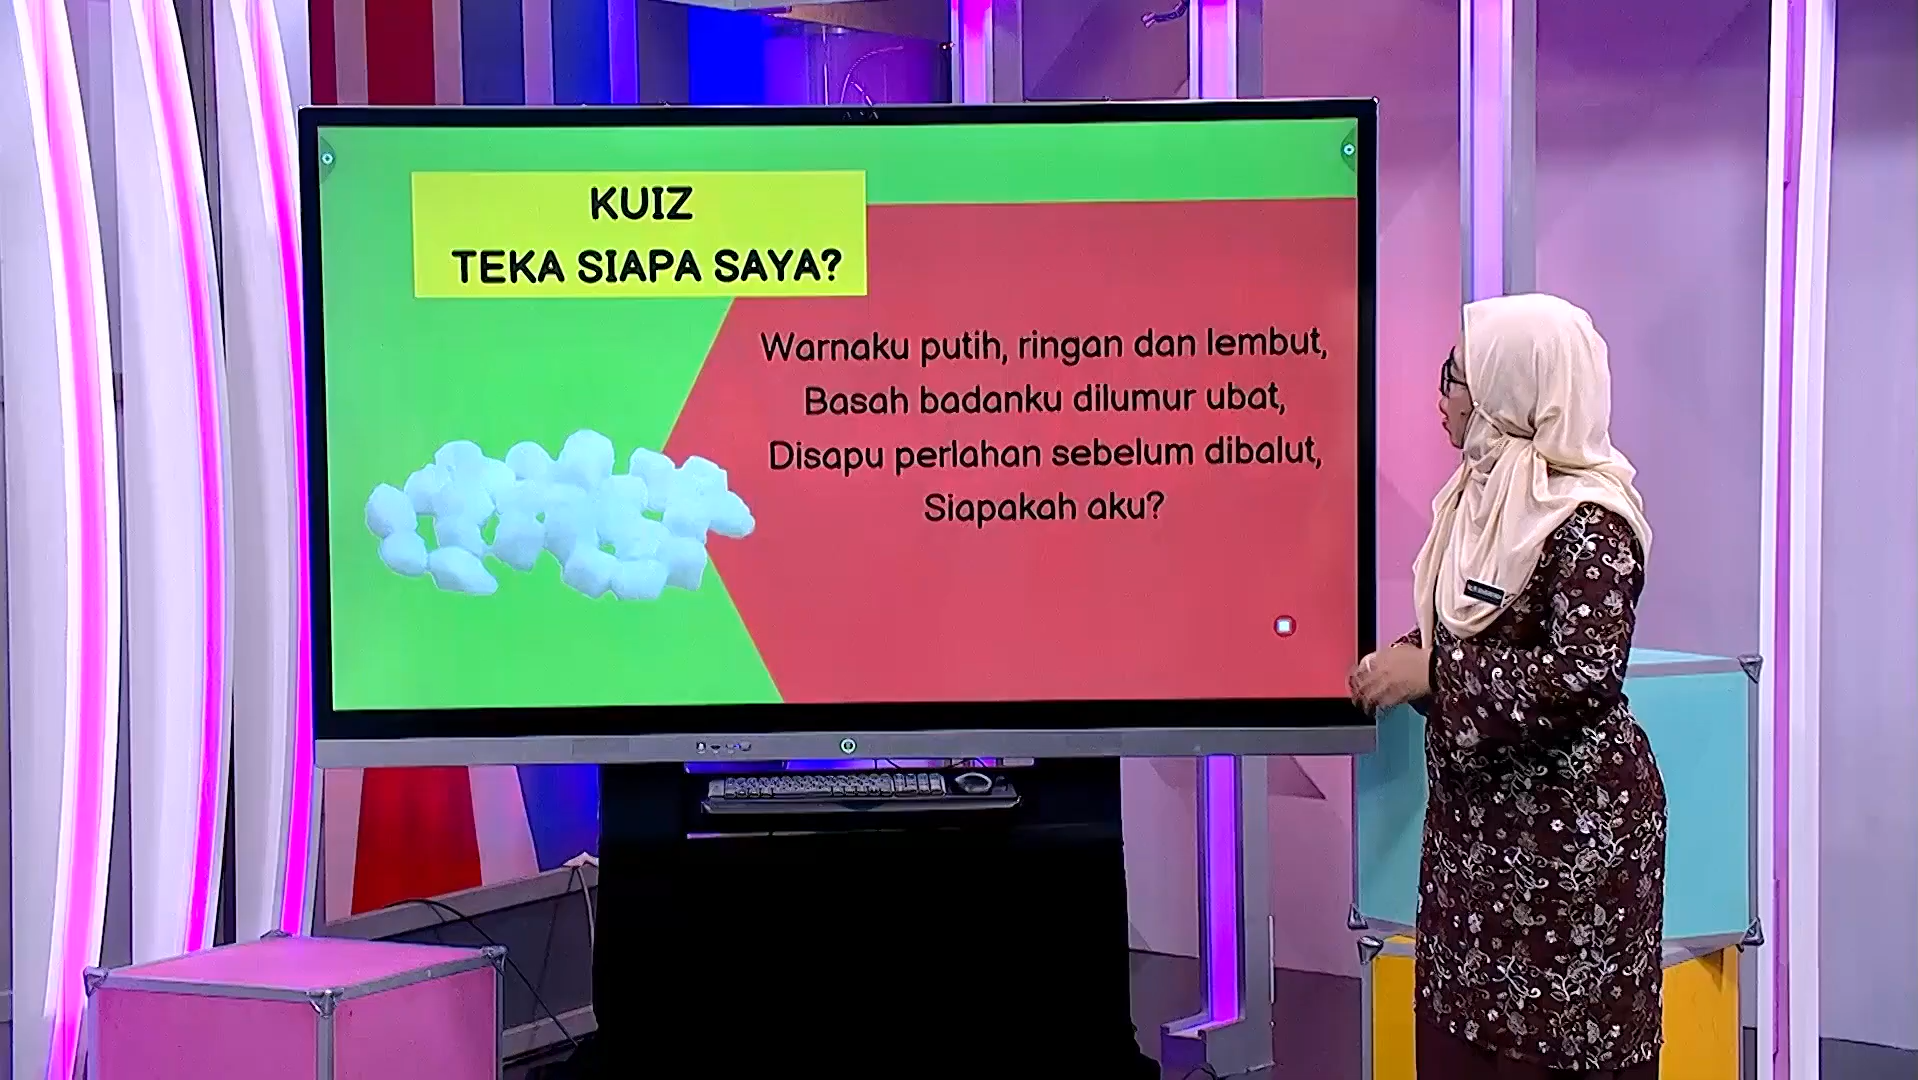 KUIZ
TEKA SIAPA SAYA?
Warnaku putih, ringan dan lembut,
Basah badanku dilumur ubat,
Disapu perlahan sebelum dibalut,
Siapakah aku?